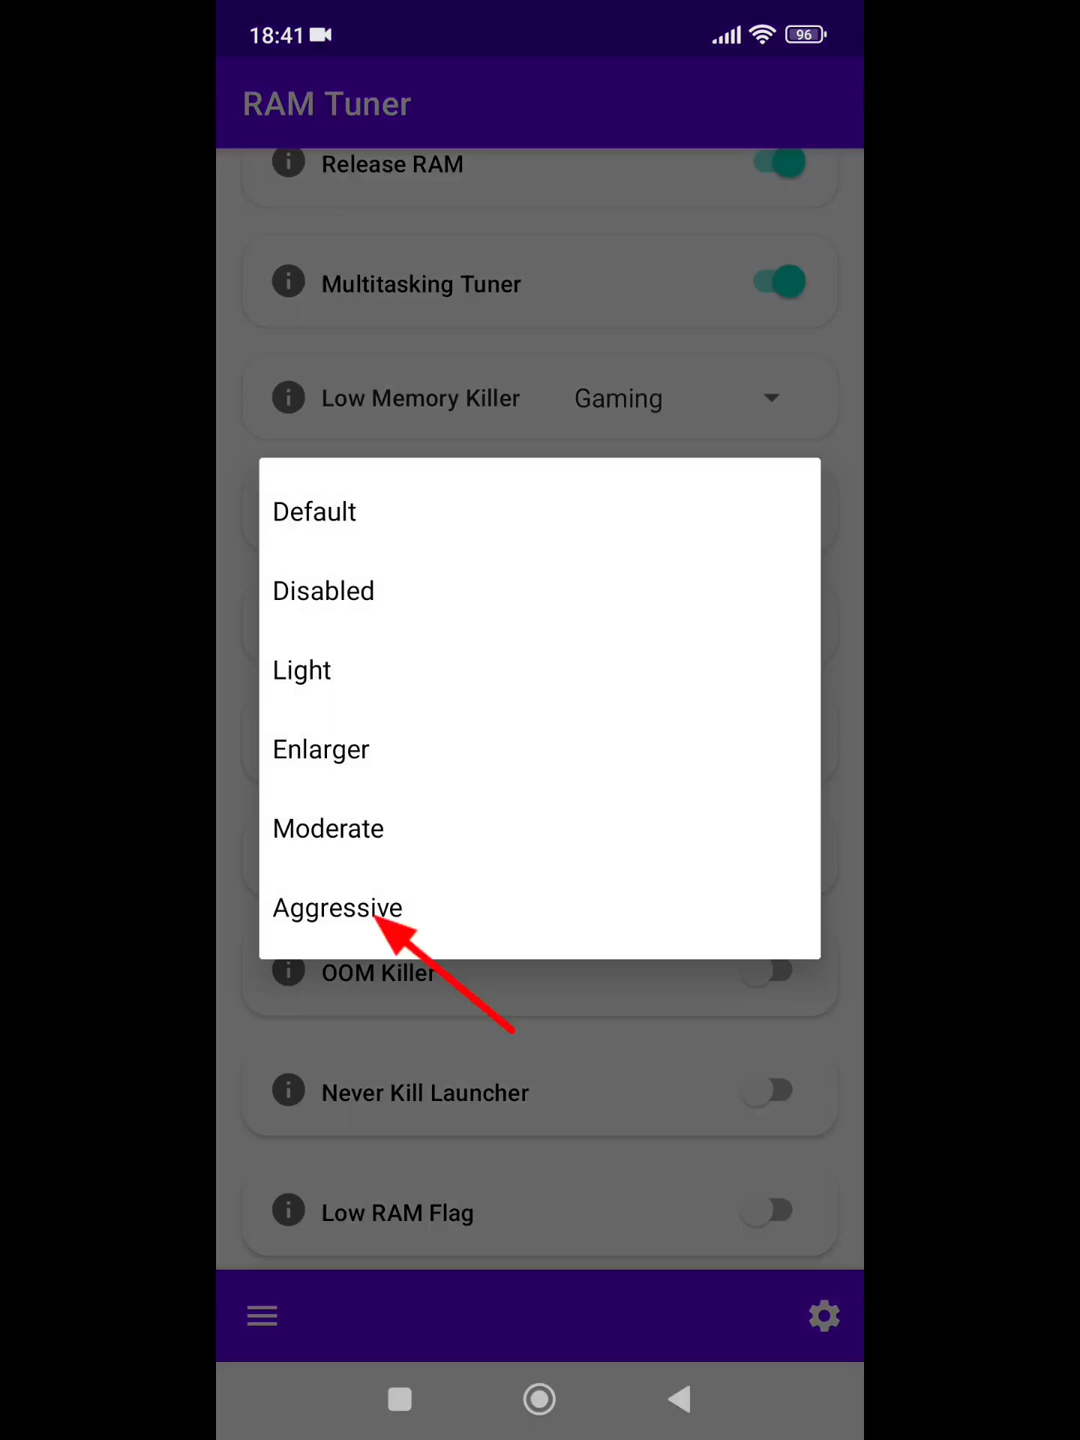 18:41
96
RAM Tuner
Release RAM
Multitasking Tuner
Low Memory Killer Gaming
Default
Disabled
Light
Enlarger
Moderate
Aggressive
OOM Killer
Never Kill Launcher
Low RAM Flag